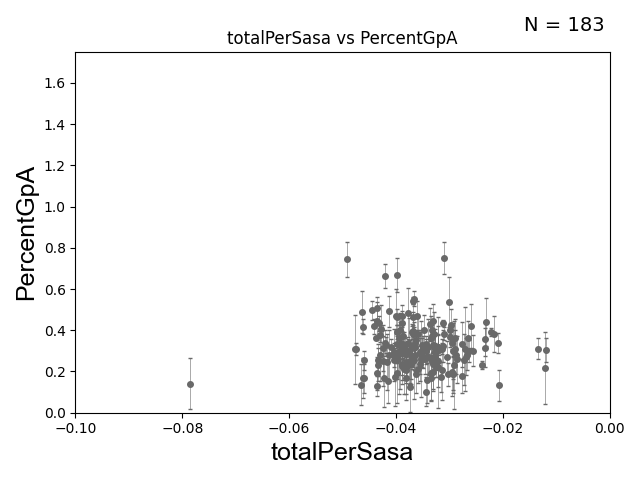 N = 183
totalPerSasa vs PercentGpA
PercentGpA
1.6
1.4
1.2
1.0
0.8
0.6
0.4
0.2
0.0
−0.10 −0.08 −0.06 −0.04 −0.02 0.00
totalPerSasa